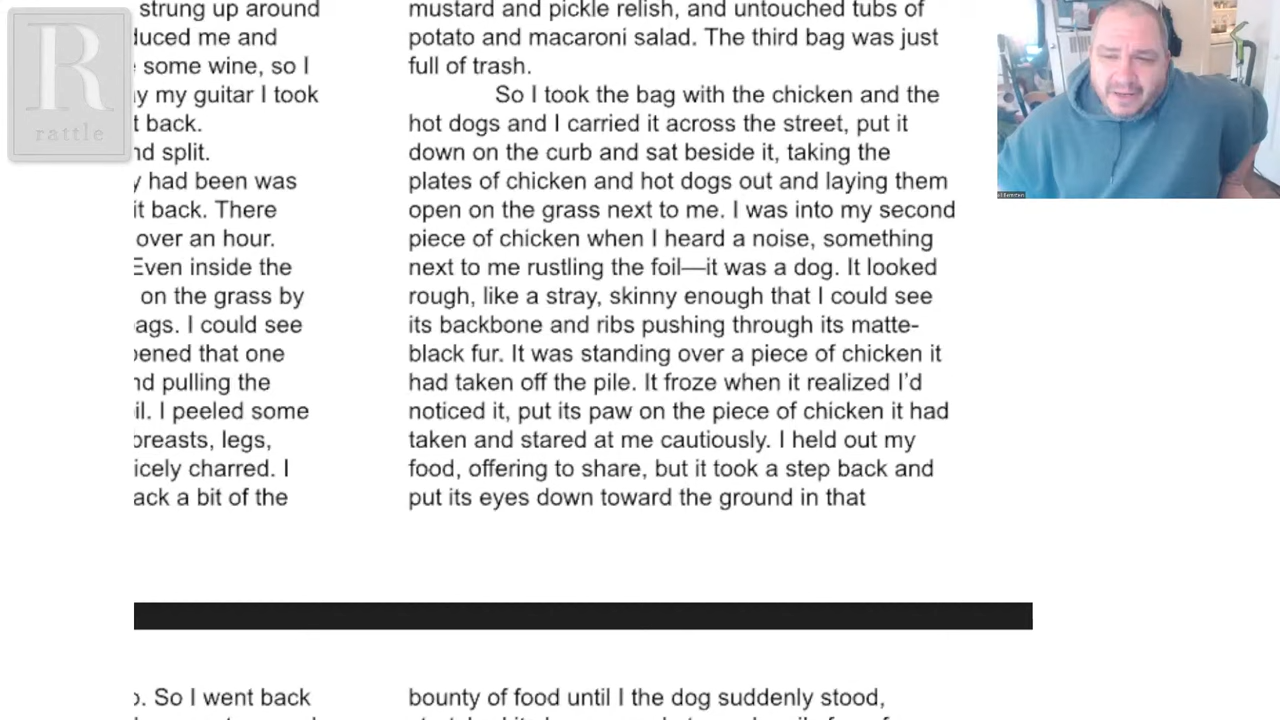 R
rattle
strung up around
duced me and
some wine, so I
my guitar I took
t back.
nd split.
y had been was
it back. There
over an hour.
Even inside the
on the grass by
ags. I could see
pened that one
nd pulling the
il. I peeled some
breasts, legs,
icely charred. I
ack a bit of the
mustard and pickle relish, and untouched tubs of
potato and macaroni salad. The third bag was just
full of trash.
So I took the bag with the chicken and the
hot dogs and I carried it across the street, put it
down on the curb and sat beside it, taking the
plates of chicken and hot dogs out and laying them
open on the grass next to me. I was into my second
piece of chicken when I heard a noise, something
next to me rustling the foil—it was a dog. It looked
rough, like a stray, skinny enough that I could see
its backbone and ribs pushing through its matte-
black fur. It was standing over a piece of chicken it
had taken off the pile. It froze when it realized I'd
noticed it, put its paw on the piece of chicken it had
taken and stared at me cautiously. I held out my
food, offering to share, but it took a step back and
put its eyes down toward the ground in that
o. So I went back
bounty of food until I the dog suddenly stood,